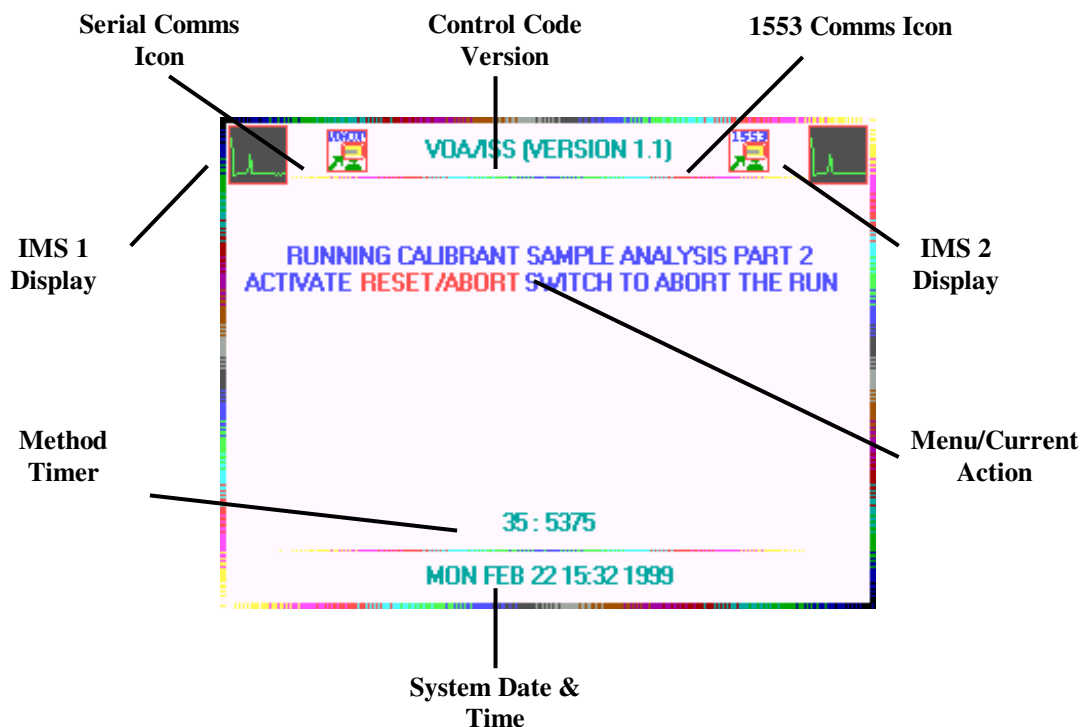 Serial Comms
Icon
Control Code
Version
1553 Comms Icon
1553
VOA/ISS (VERSION 1.1)
IMS 1
Display
IMS 2
Display
RUNNING CALIBRANT SAMPLE ANALYSIS PART 2
ACTIVATE RESET/ABORT SWITCH TO ABORT THE RUN
Method
Timer
Menu/Current
Action
35 : 5375
MON FEB 22 15:32 1999
System Date &
Time